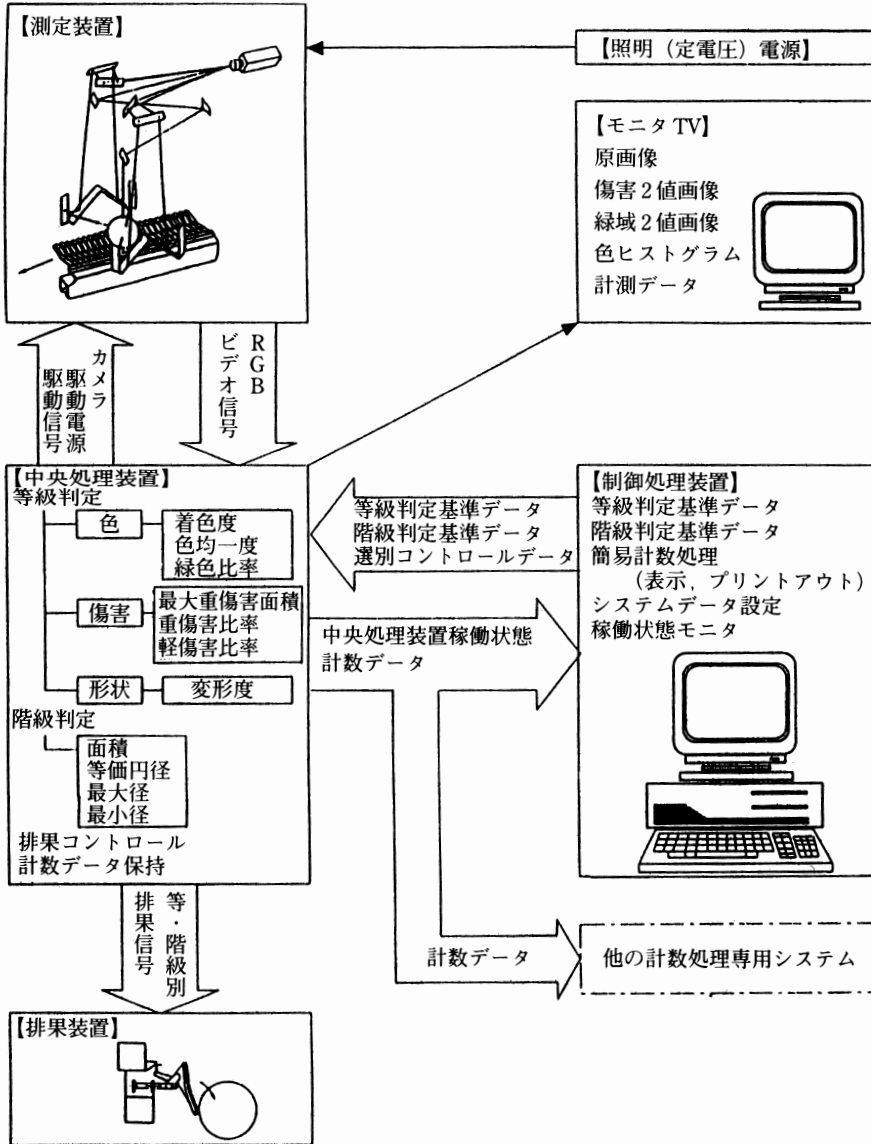 【測定装置】
【照明（定電圧）電源】
【モニタTV】
原画像
傷害2値画像
緑域2値画像
色ヒストグラム
計測データ
カメラ
駆動電源
駆動信号
RGB
ビデオ信号
【中央処理装置】
等級判定
色
着色度
色均一度
緑色比率
傷害
最大重傷害面積
重傷害比率
軽傷害比率
形状
変形度
階級判定
面積
等価円径
最大径
最小径
排果コントロール
計数データ保持
等級判定基準データ
階級判定基準データ
選別コントロールデータ
中央処理装置稼働状態
計数データ
【制御処理装置】
等級判定基準データ
階級判定基準データ
簡易計数処理
（表示，プリントアウト）
システムデータ設定
稼働状態モニタ
等・階級別
排果信号
計数データ
他の計数処理専用システム
【排果装置】